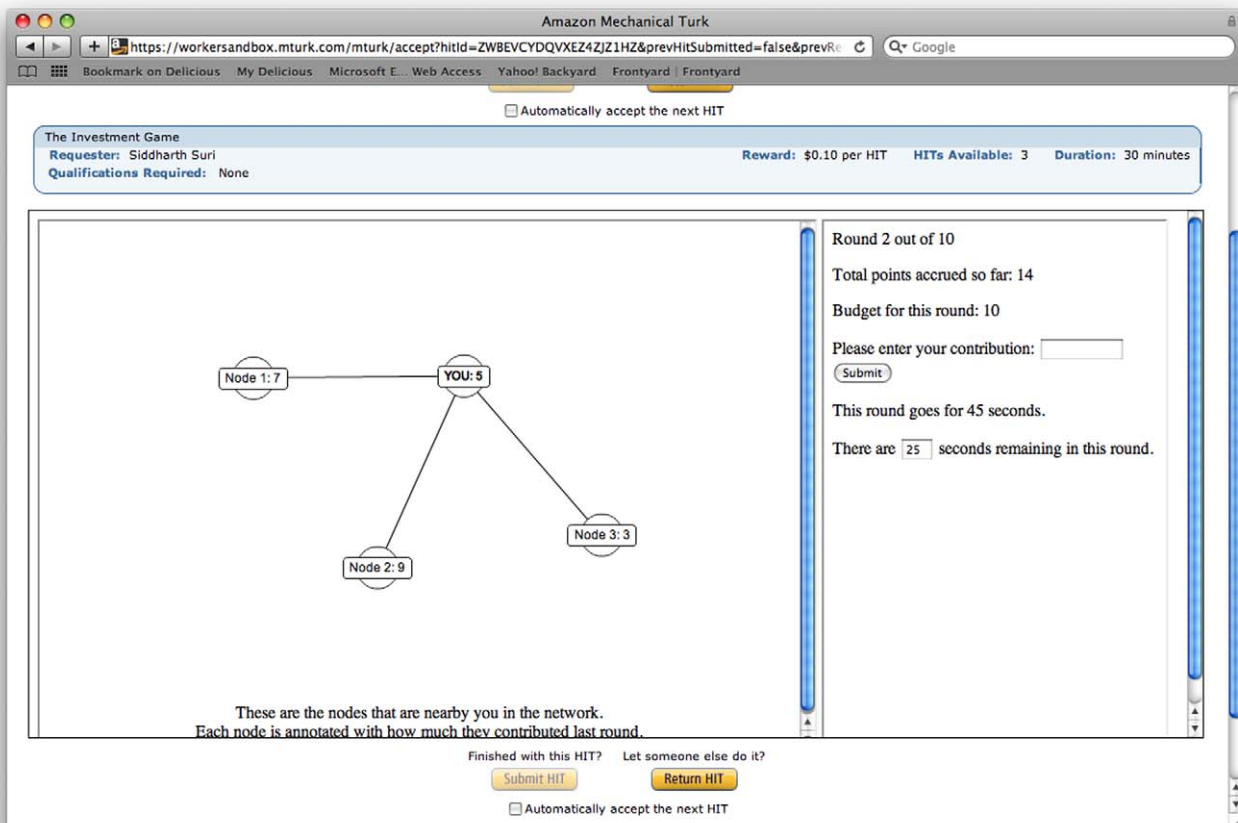 Amazon Mechanical Turk
https://workersandbox.mturk.com/mturk/accept?hitId=ZWBEVCYDQVXEZ4ZJZ1HZ&prevHitSubmitted=false&prevRe
Google
Bookmark on Delicious My Delicious Microsoft E... Web Access Yahoo! Backyard Frontyard | Frontyard
Automatically accept the next HIT
The Investment Game
Requester: Siddharth Suri Reward: $0.10 per HIT HITs Available: 3 Duration: 30 minutes
Qualifications Required: None
Round 2 out of 10
Total points accrued so far: 14
Budget for this round: 10
Please enter your contribution:
Submit
This round goes for 45 seconds.
There are 25 seconds remaining in this round.
Node 1: 7
YOU: 5
Node 3: 3
Node 2: 9
These are the nodes that are nearby you in the network.
Each node is annotated with how much they contributed last round.
Finished with this HIT? Let someone else do it?
Submit HIT Return HIT
Automatically accept the next HIT